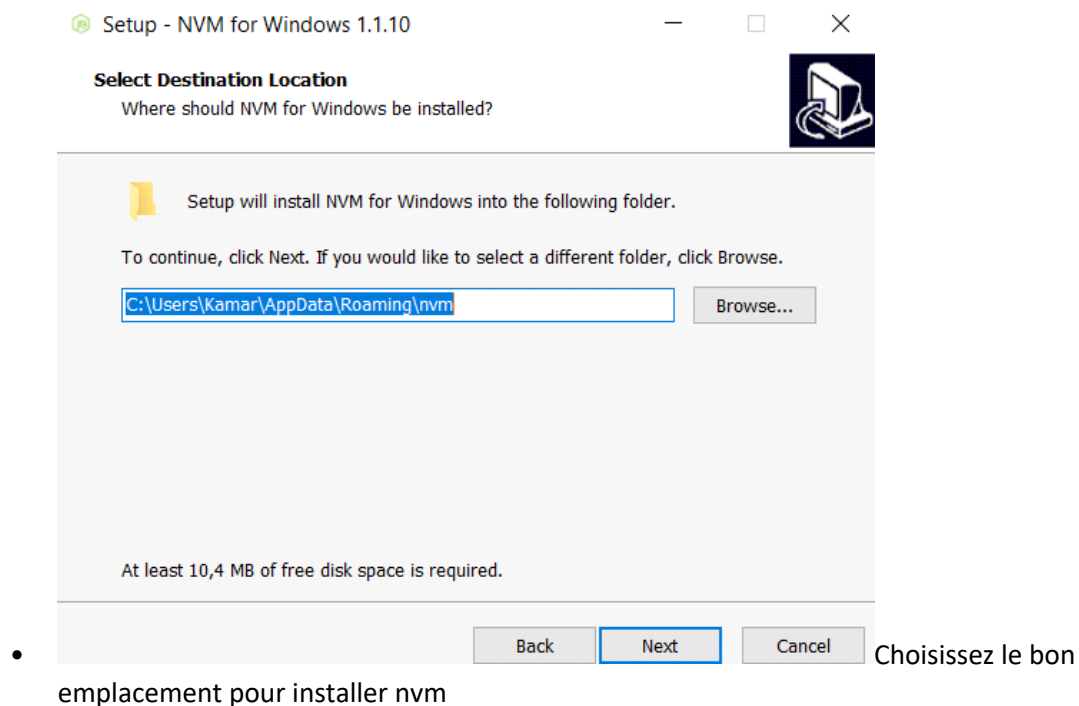 Setup - NVM for Windows 1.1.10
Select Destination Location
Where should NVM for Windows be installed?
Setup will install NVM for Windows into the following folder.
To continue, click Next. If you would like to select a different folder, click Browse.
C:\Users\Kamar\AppData\Roaming\nvm
Browse...
At least 10,4 MB of free disk space is required.
Back Next Cancel
• Choisissez le bon
emplacement pour installer nvm